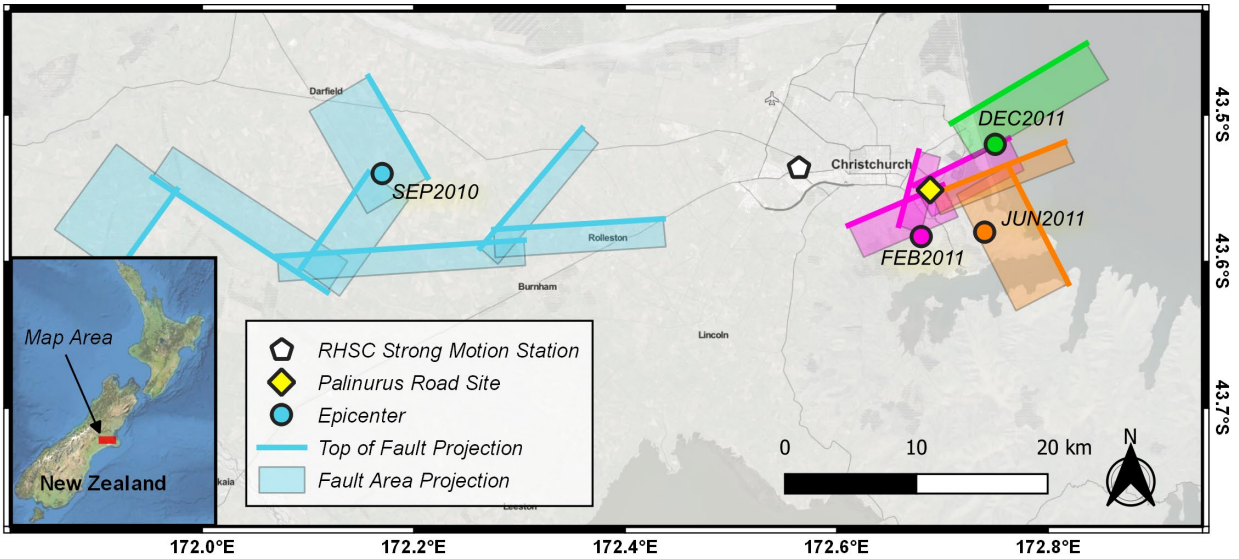 Darfield
SEP2010
Rolleston
Burnham
Lincoln
Christchurch
DEC2011
JUN2011
FEB2011
43.5°S
43.6°S
43.7°S
Map Area
New Zealand
kaia
Leeston
RHSC Strong Motion Station
Palinurus Road Site
Epicenter
Top of Fault Projection
Fault Area Projection
0 10 20 km
N
172.0°E 172.2°E 172.4°E 172.6°E 172.8°E